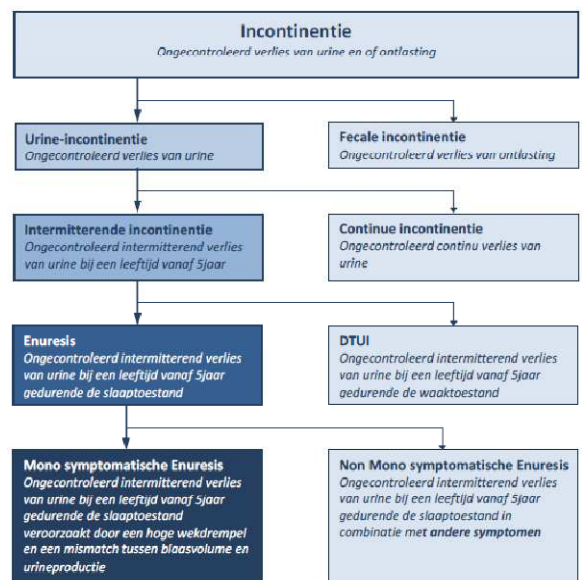 Incontinentie
Ongecontroleerd verlies van urine en of ontlasting
Urine-incontinentie
Ongecontroleerd verlies van urine
Fecale incontinentie
Ongecontroleerd verlies van ontlasting
Intermitterende incontinentie
Ongecontroleerd intermitterend verlies
van urine bij een leeftijd vanaf 5jaar
Continue incontinentie
Ongecontroleerd continu verlies van
urine
Enuresis
Ongecontroleerd intermitterend verlies
van urine bij een leeftijd vanaf 5jaar
gedurende de slaaptoestand
DTUI
Ongecontroleerd intermitterend verlies
van urine bij een leeftijd vanaf 5jaar
gedurende de waaktoestand
Mono symptomatische Enuresis
Ongecontroleerd intermitterend verlies
van urine bij een leeftijd vanaf 5jaar
gedurende de slaaptoestand
veroorzaakt door een hoge wekdrempel
en een mismatch tussen blaasvolume en
urineproductie
Non Mono symptomatische Enuresis
Ongecontroleerd intermitterend verlies
van urine bij een leeftijd vanaf 5jaar
gedurende de slaaptoestand in
combinatie met andere symptomen